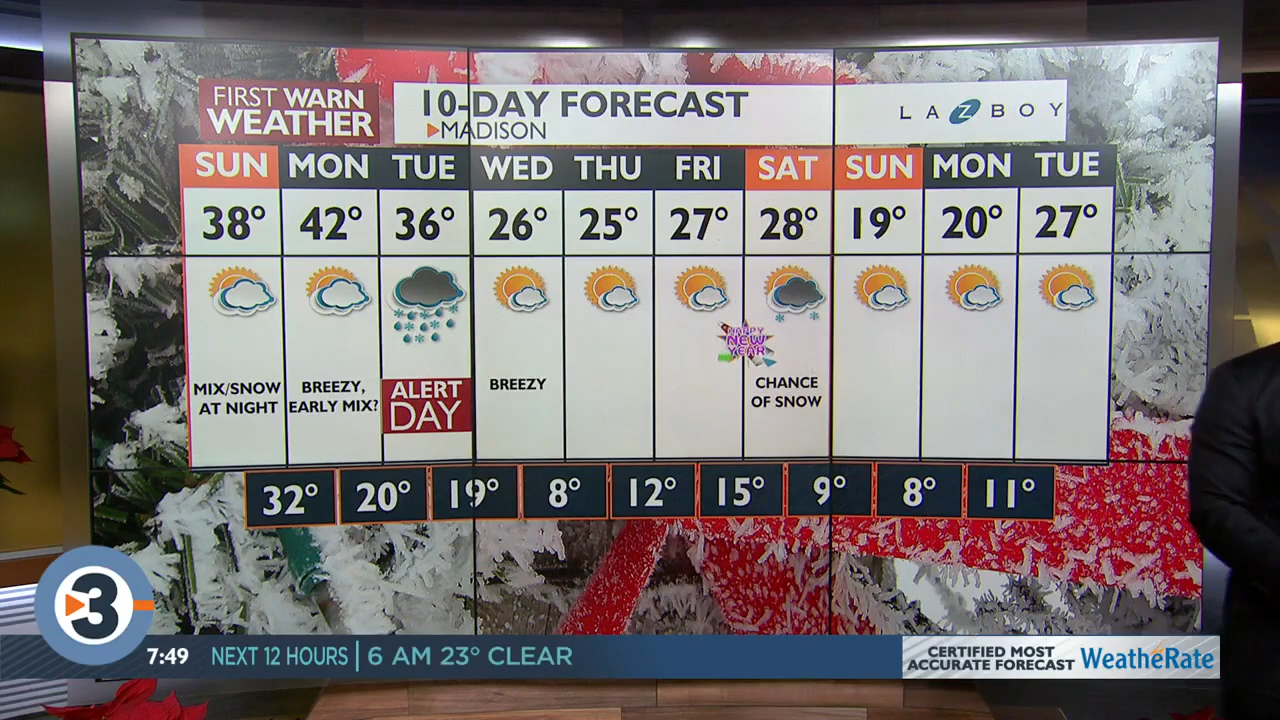 FIRST WARN
WEATHER
10-DAY FORECAST
MADISON
LA Z BOY
SUN MON TUE WED THU FRI SAT SUN MON TUE
38° 42° 36° 26° 25° 27° 28° 19° 20° 27°
HAPPY
NEW
YEAR
MIX/SNOW
AT NIGHT
BREEZY,
EARLY MIX?
ALERT
DAY
BREEZY
CHANCE
OF SNOW
32° 20° 19° 8° 12° 15° 9° 8° 11°
3
7:49 NEXT 12 HOURS | 6 AM 23° CLEAR
CERTIFIED MOST
ACCURATE FORECAST
WeatheRate